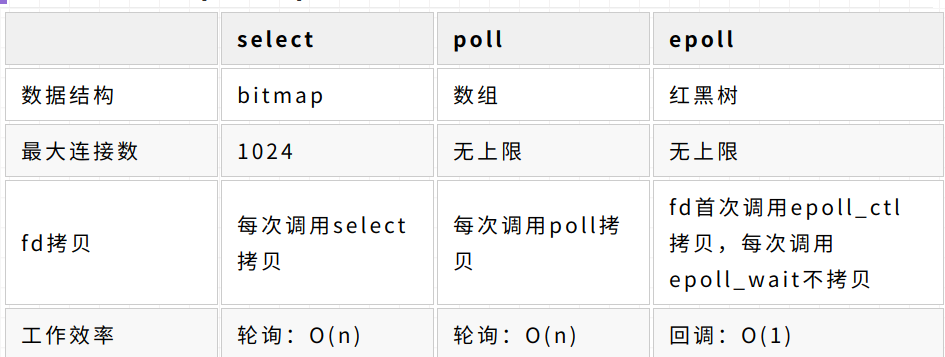 select poll epoll
数据结构 bitmap 数组 红黑树
最大连接数 1024 无上限 无上限
fd拷贝
每次调用select
拷贝
每次调用poll拷
贝
fd首次调用epoll_ctl
拷贝，每次调用
epoll_wait不拷贝
工作效率 轮询：O(n) 轮询：O(n) 回调：O(1)